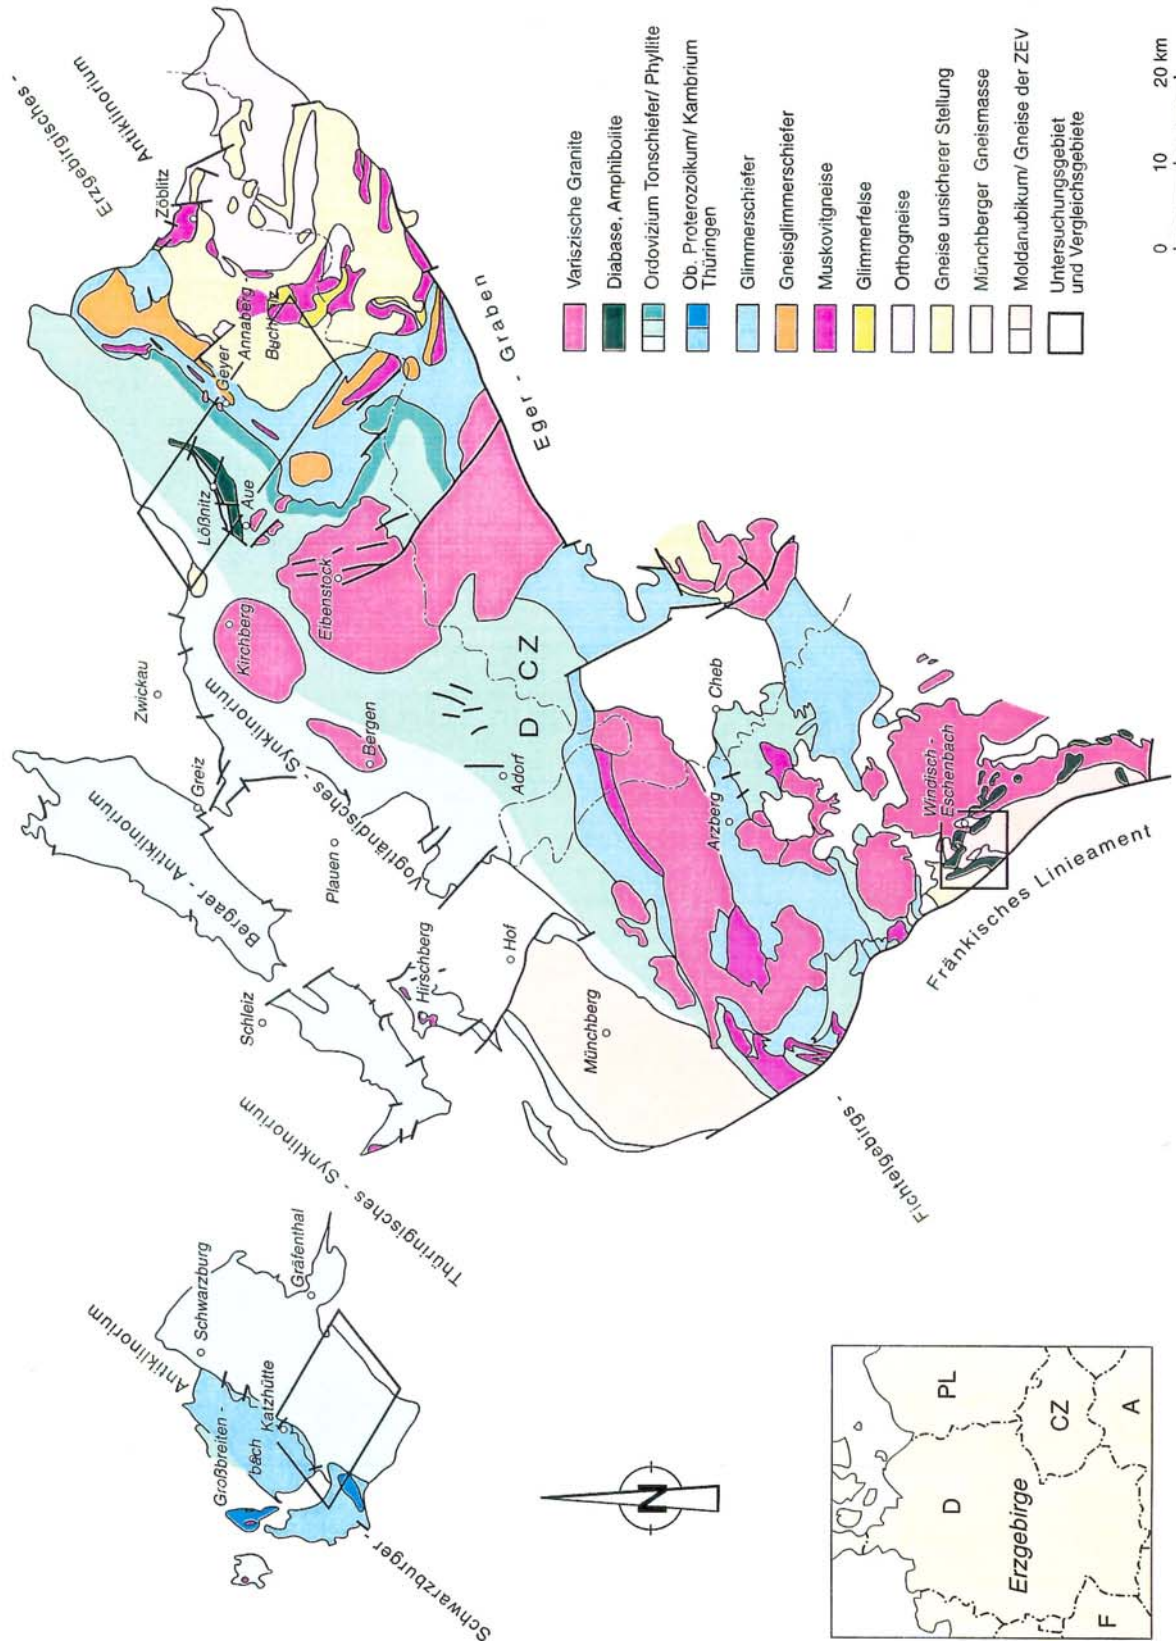 Erzgebirgisches -
Antiklinorium
Zöblitz
Geyer
Annaberg -
Buchholz
Lößnitz
Aue
Zwickau
Kirchberg
Eibenstock
Eger - Graben
Greiz
Bergaer - Antiklinorium
Plauen
Vogtländisches - Synklinorium
Bergen
Adorf
D
CZ
Schleiz
Hirschberg
Hof
Münchberg
Cheb
Arzberg
Windisch -
Eschenbach
Fränkisches Linieament
Fichtelgebirgs -
Thüringisches - Synklinorium
Antiklinorium
Schwarzburg
Gräfenthal
Großbreiten -
bach
Katzhütte
Schwarzburger -
N
D
PL
CZ
A
F
Erzgebirge
Variszische Granite
Diabase, Amphibolite
Ordovizium Tonschiefer/ Phyllite
Ob. Proterozoikum/ Kambrium
Thüringen
Glimmerschiefer
Gneisglimmerschiefer
Muskovitgneise
Glimmerfelse
Orthogneise
Gneise unsicherer Stellung
Münchberger Gneismasse
Moldanubikum/ Gneise der ZEV
Untersuchungsgebiet
und Vergleichsgebiete
0 10 20 km